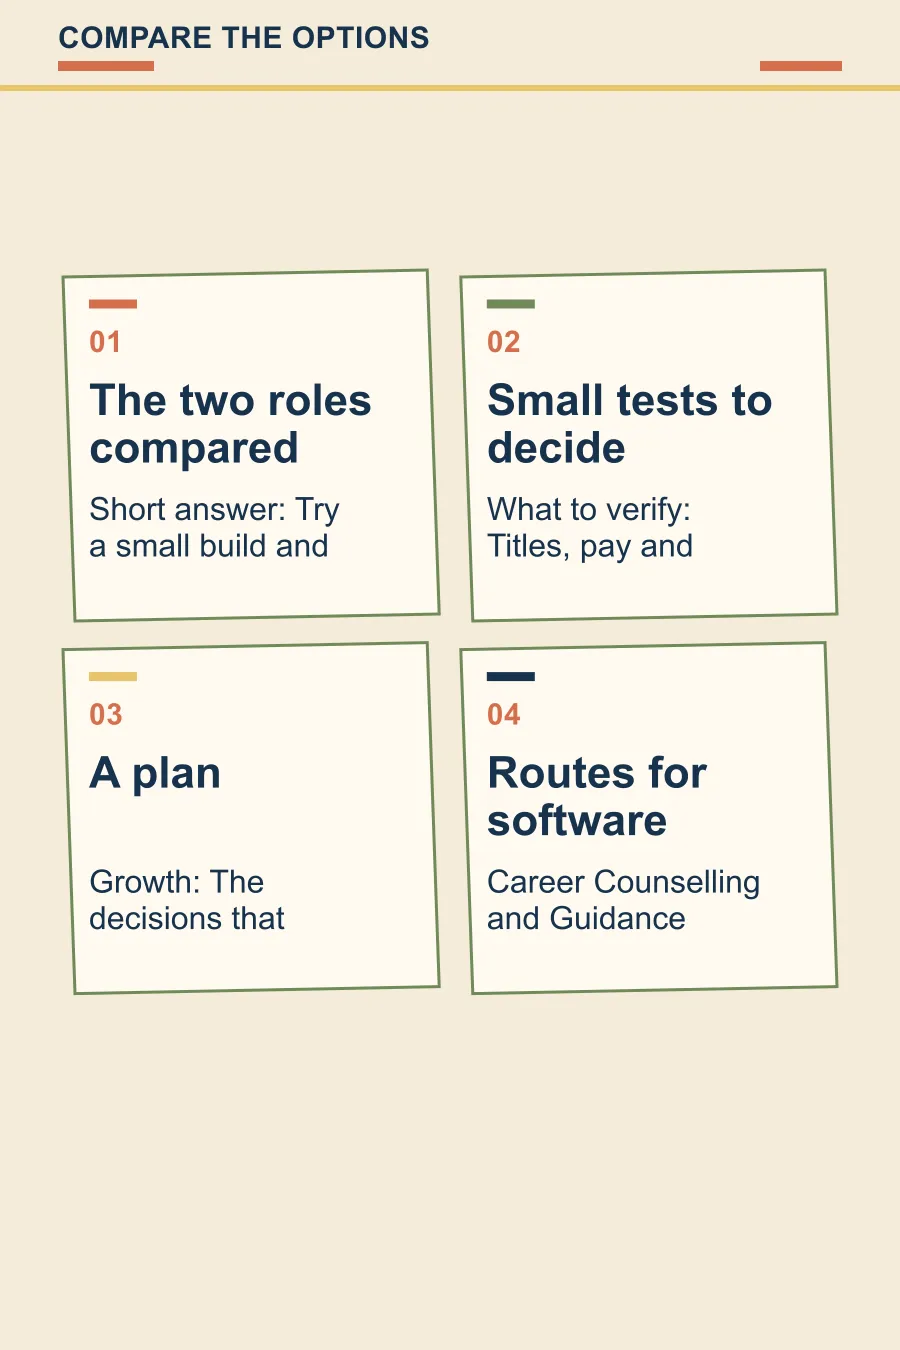 COMPARE THE OPTIONS
01
The two roles
compared
Short answer: Try
a small build and
02
Small tests to
decide
What to verify:
Titles, pay and
03
A plan
Growth: The
decisions that
04
Routes for
software
Career Counselling
and Guidance